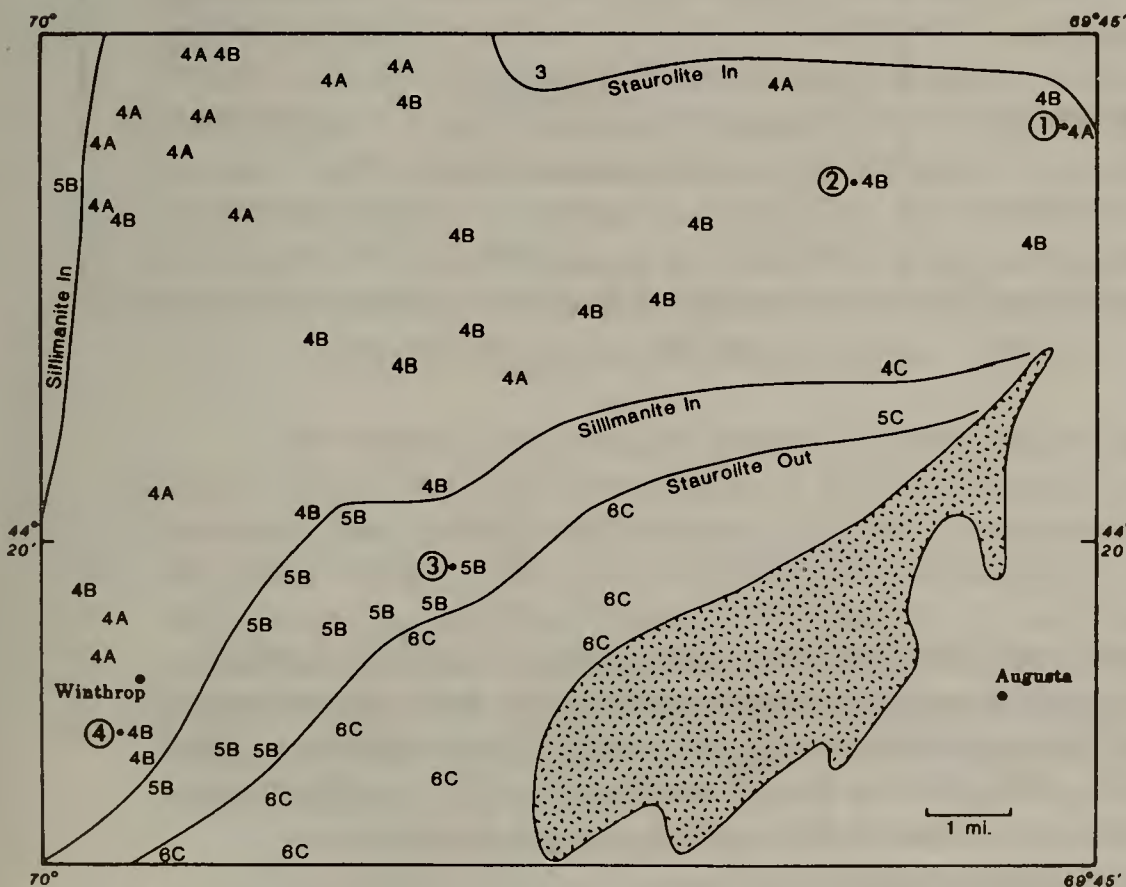 70° 69°45'
4A 4B
4A
4A
3
Staurolite In
4A
4B
4B
4A
4A
① 4A
4A
4A
5B
② 4B
4A
4B
4A
4B
4B
4B
Sillimanite In
4B
4B
4B
4B
4B
4C
4A
Sillimanite In
5C
Staurolite Out
4A
4B
4B
5B
6C
44° 20'
20'
③ 5B
5B
4B
5B
5B
6C
4A
5B
5B
6C
6C
4A
Winthrop
Augusta
④ 4B
6C
4B
5B
5B
5B
6C
6C
1 mi.
6C
6C
70° 69°45'